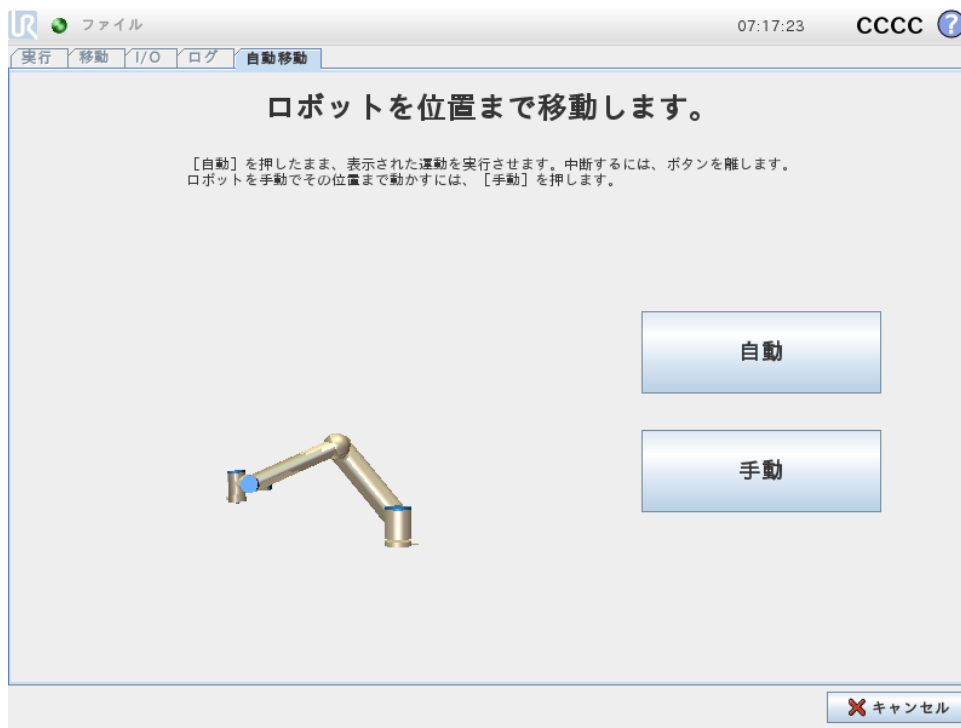 UR ファイル 07:17:23 CCCC ?
実行 移動 I/O ログ 自動移動
ロボットを位置まで移動します。
［自動］を押したまま、表示された運動を実行させます。中断するには、ボタンを離します。
ロボットを手動でその位置まで動かすには、［手動］を押します。
自動
手動
キャンセル